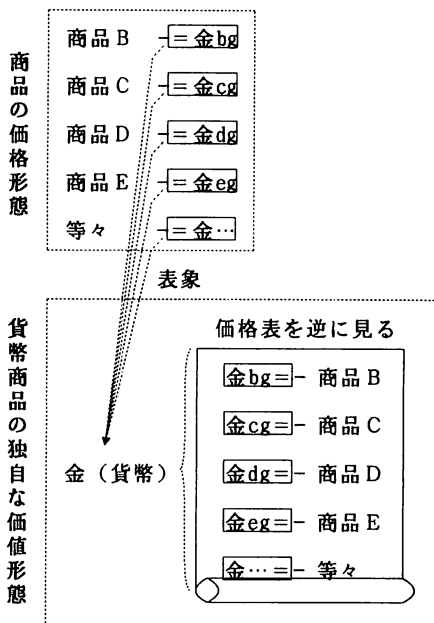 商品の価格形態
商品B -=金bg
商品C -=金cg
商品D -=金dg
商品E -=金eg
等々 -=金…
表象
貨幣商品の独自な価値形態
価格表を逆に見る
金（貨幣）
金bg=- 商品B
金cg=- 商品C
金dg=- 商品D
金eg=- 商品E
金…=- 等々